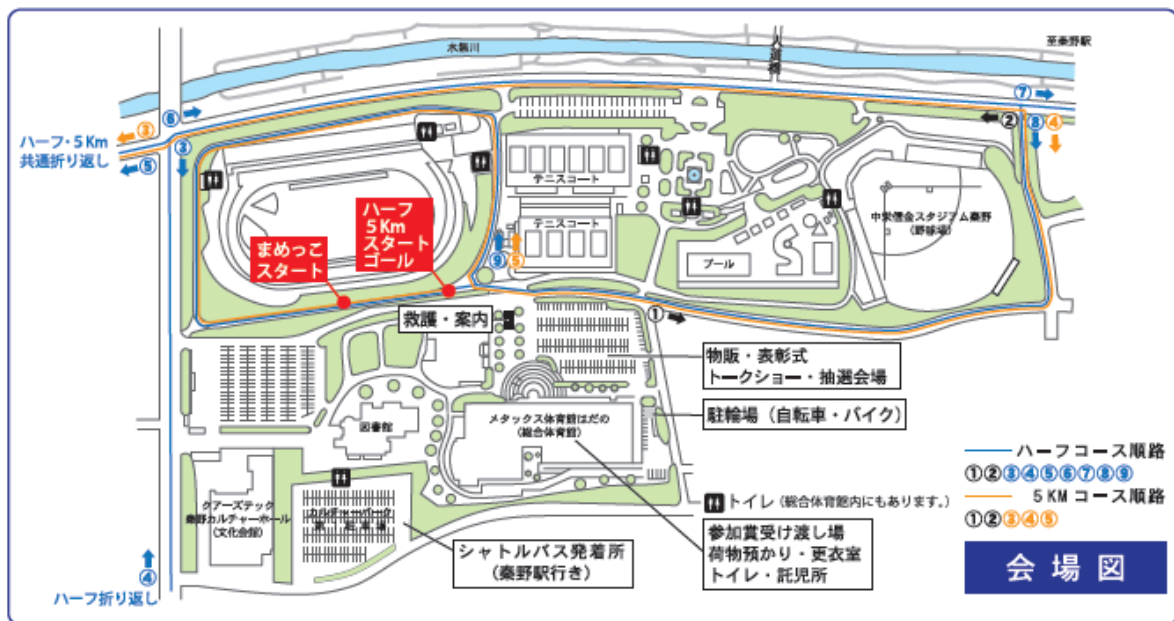 水無川
至秦野駅
⑥
⑦
③
②
⑧
④
ハーフ・5Km
共通折り返し
⑤
③
テニスコート
ハーフ
5Km
スタート
ゴール
まめっこ
スタート
テニスコート
⑨
⑤
プール
中栄信金スタジアム秦野
(野球場)
①
救護・案内
物販・表彰式
トークショー・抽選会場
駐輪場（自転車・バイク）
メタックス体育館はだの
(総合体育館)
図書館
クアーズテック
秦野カルチャーホール
(文化会館)
カルチャーパーク
シャトルバス発着所
(秦野駅行き)
④
ハーフ折り返し
トイレ（総合体育館内にもあります。）
参加賞受け渡し場
荷物預かり・更衣室
トイレ・託児所
ハーフコース順路
①②③④⑤⑥⑦⑧⑨
5KMコース順路
①②③④⑤
会場図